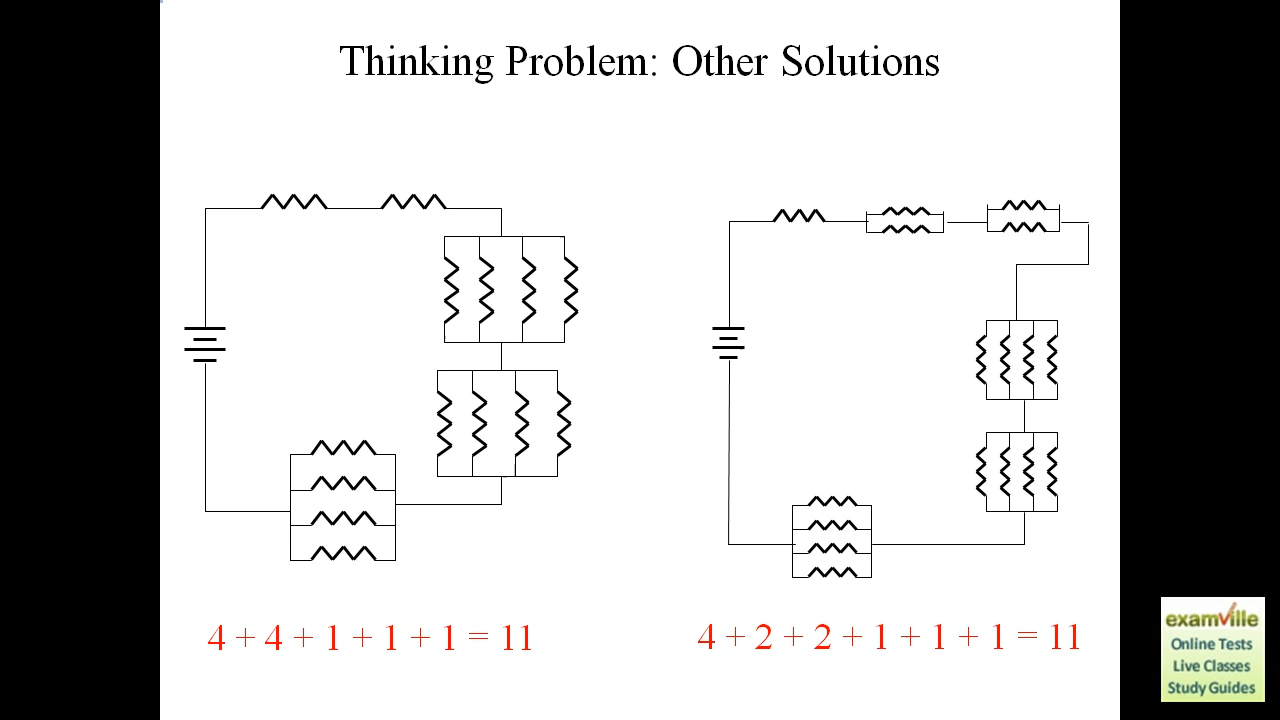 Thinking Problem: Other Solutions
4 + 4 + 1 + 1 + 1 = 11
4 + 2 + 2 + 1 + 1 + 1 = 11
examville
Online Tests
Live Classes
Study Guides